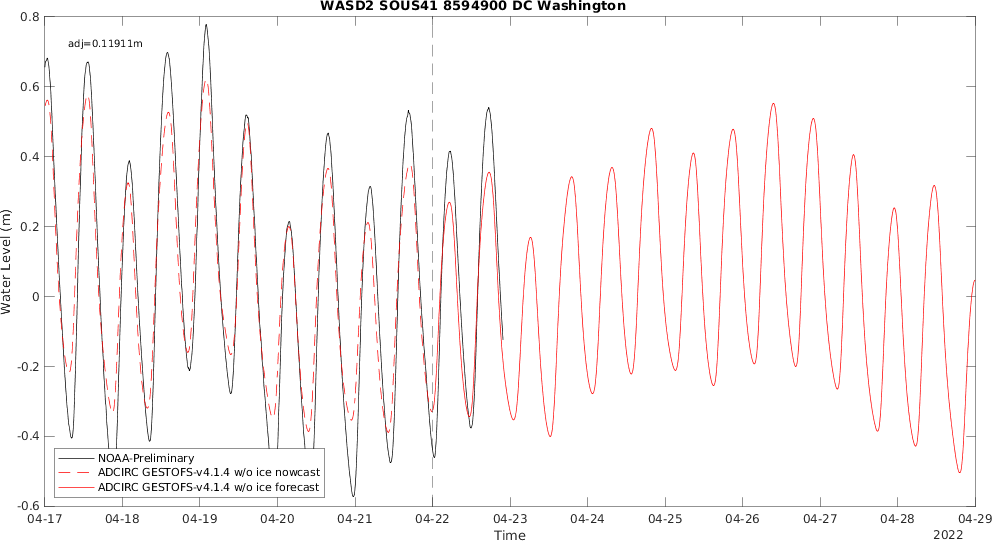 WASD2 SOUS41 8594900 DC Washington
adj=0.11911m
0.8
0.6
0.4
0.2
0
-0.2
-0.4
-0.6
Water Level (m)
NOAA-Preliminary
ADCIRC GESTOFS-v4.1.4 w/o ice nowcast
ADCIRC GESTOFS-v4.1.4 w/o ice forecast
04-17 04-18 04-19 04-20 04-21 04-22 04-23 04-24 04-25 04-26 04-27 04-28 04-29
Time
2022